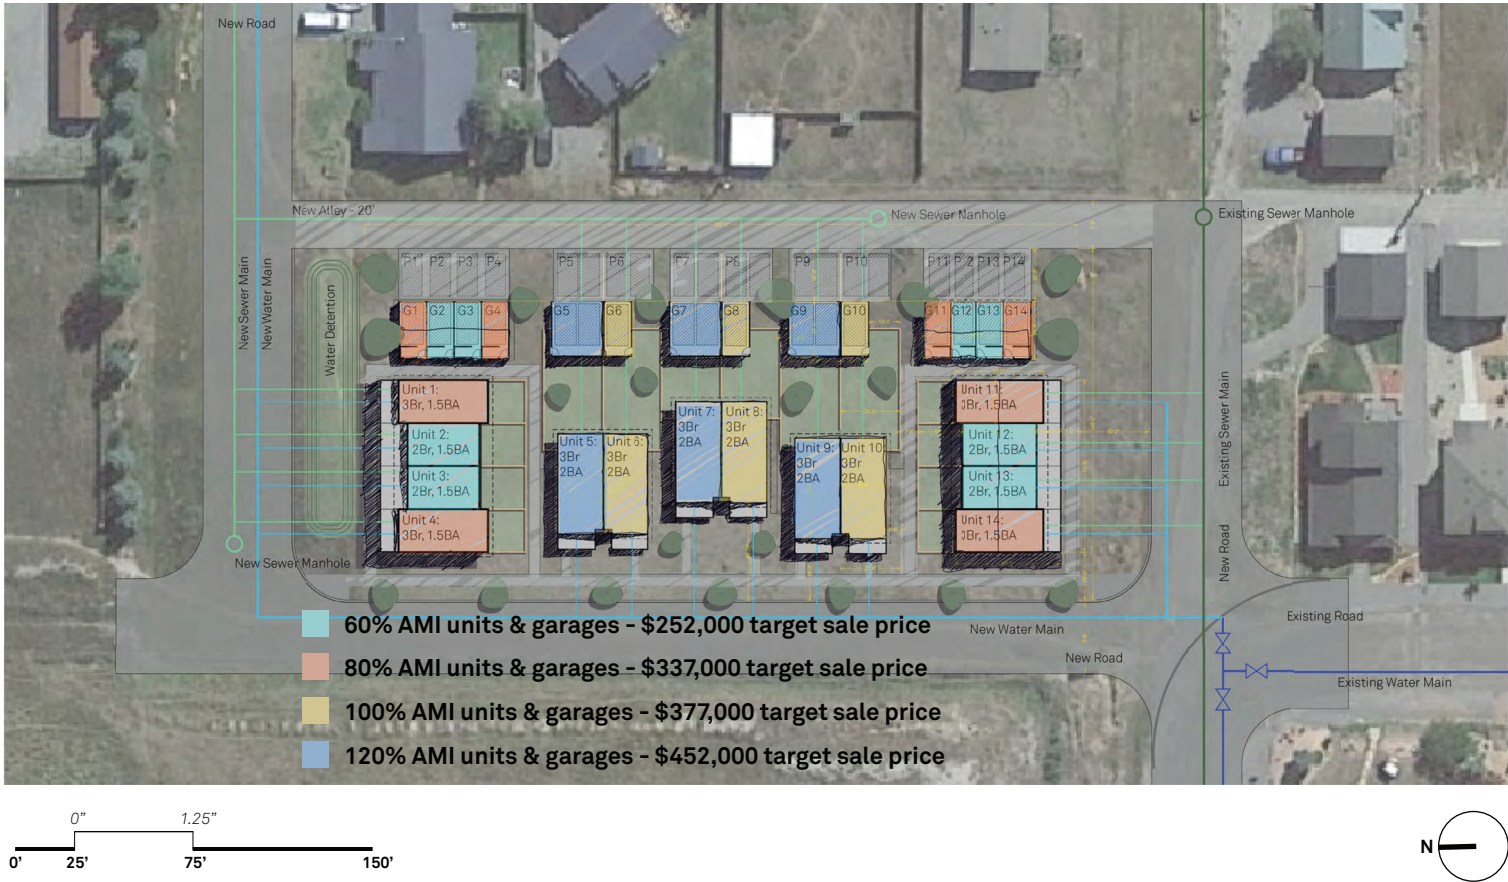 New Road
New Alley - 20'
New Sewer Manhole
Existing Sewer Manhole
New Sewer Main
New Water Main
Water Detention
P1 P2 P3 P4
P5 P6
P7 P8
P9 P10
P11 P12 P13 P14
G1 G2 G3 G4
G5 G6
G7 G8
G9 G10
G11 G12 G13 G14
Unit 1:
3Br, 1.5BA
Unit 2:
2Br, 1.5BA
Unit 3:
2Br, 1.5BA
Unit 4:
3Br, 1.5BA
Unit 5:
3Br
2BA
Unit 6:
3Br
2BA
Unit 7:
3Br
2BA
Unit 8:
3Br
2BA
Unit 9:
3Br
2BA
Unit 10:
3Br
2BA
Unit 11:
3Br, 1.5BA
Unit 12:
2Br, 1.5BA
Unit 13:
2Br, 1.5BA
Unit 14:
3Br, 1.5BA
Existing Sewer Main
New Road
New Sewer Manhole
Existing Road
New Water Main
New Road
Existing Water Main
60% AMI units & garages - $252,000 target sale price
80% AMI units & garages - $337,000 target sale price
100% AMI units & garages - $377,000 target sale price
120% AMI units & garages - $452,000 target sale price
0" 1.25"
0' 25' 75' 150'
N